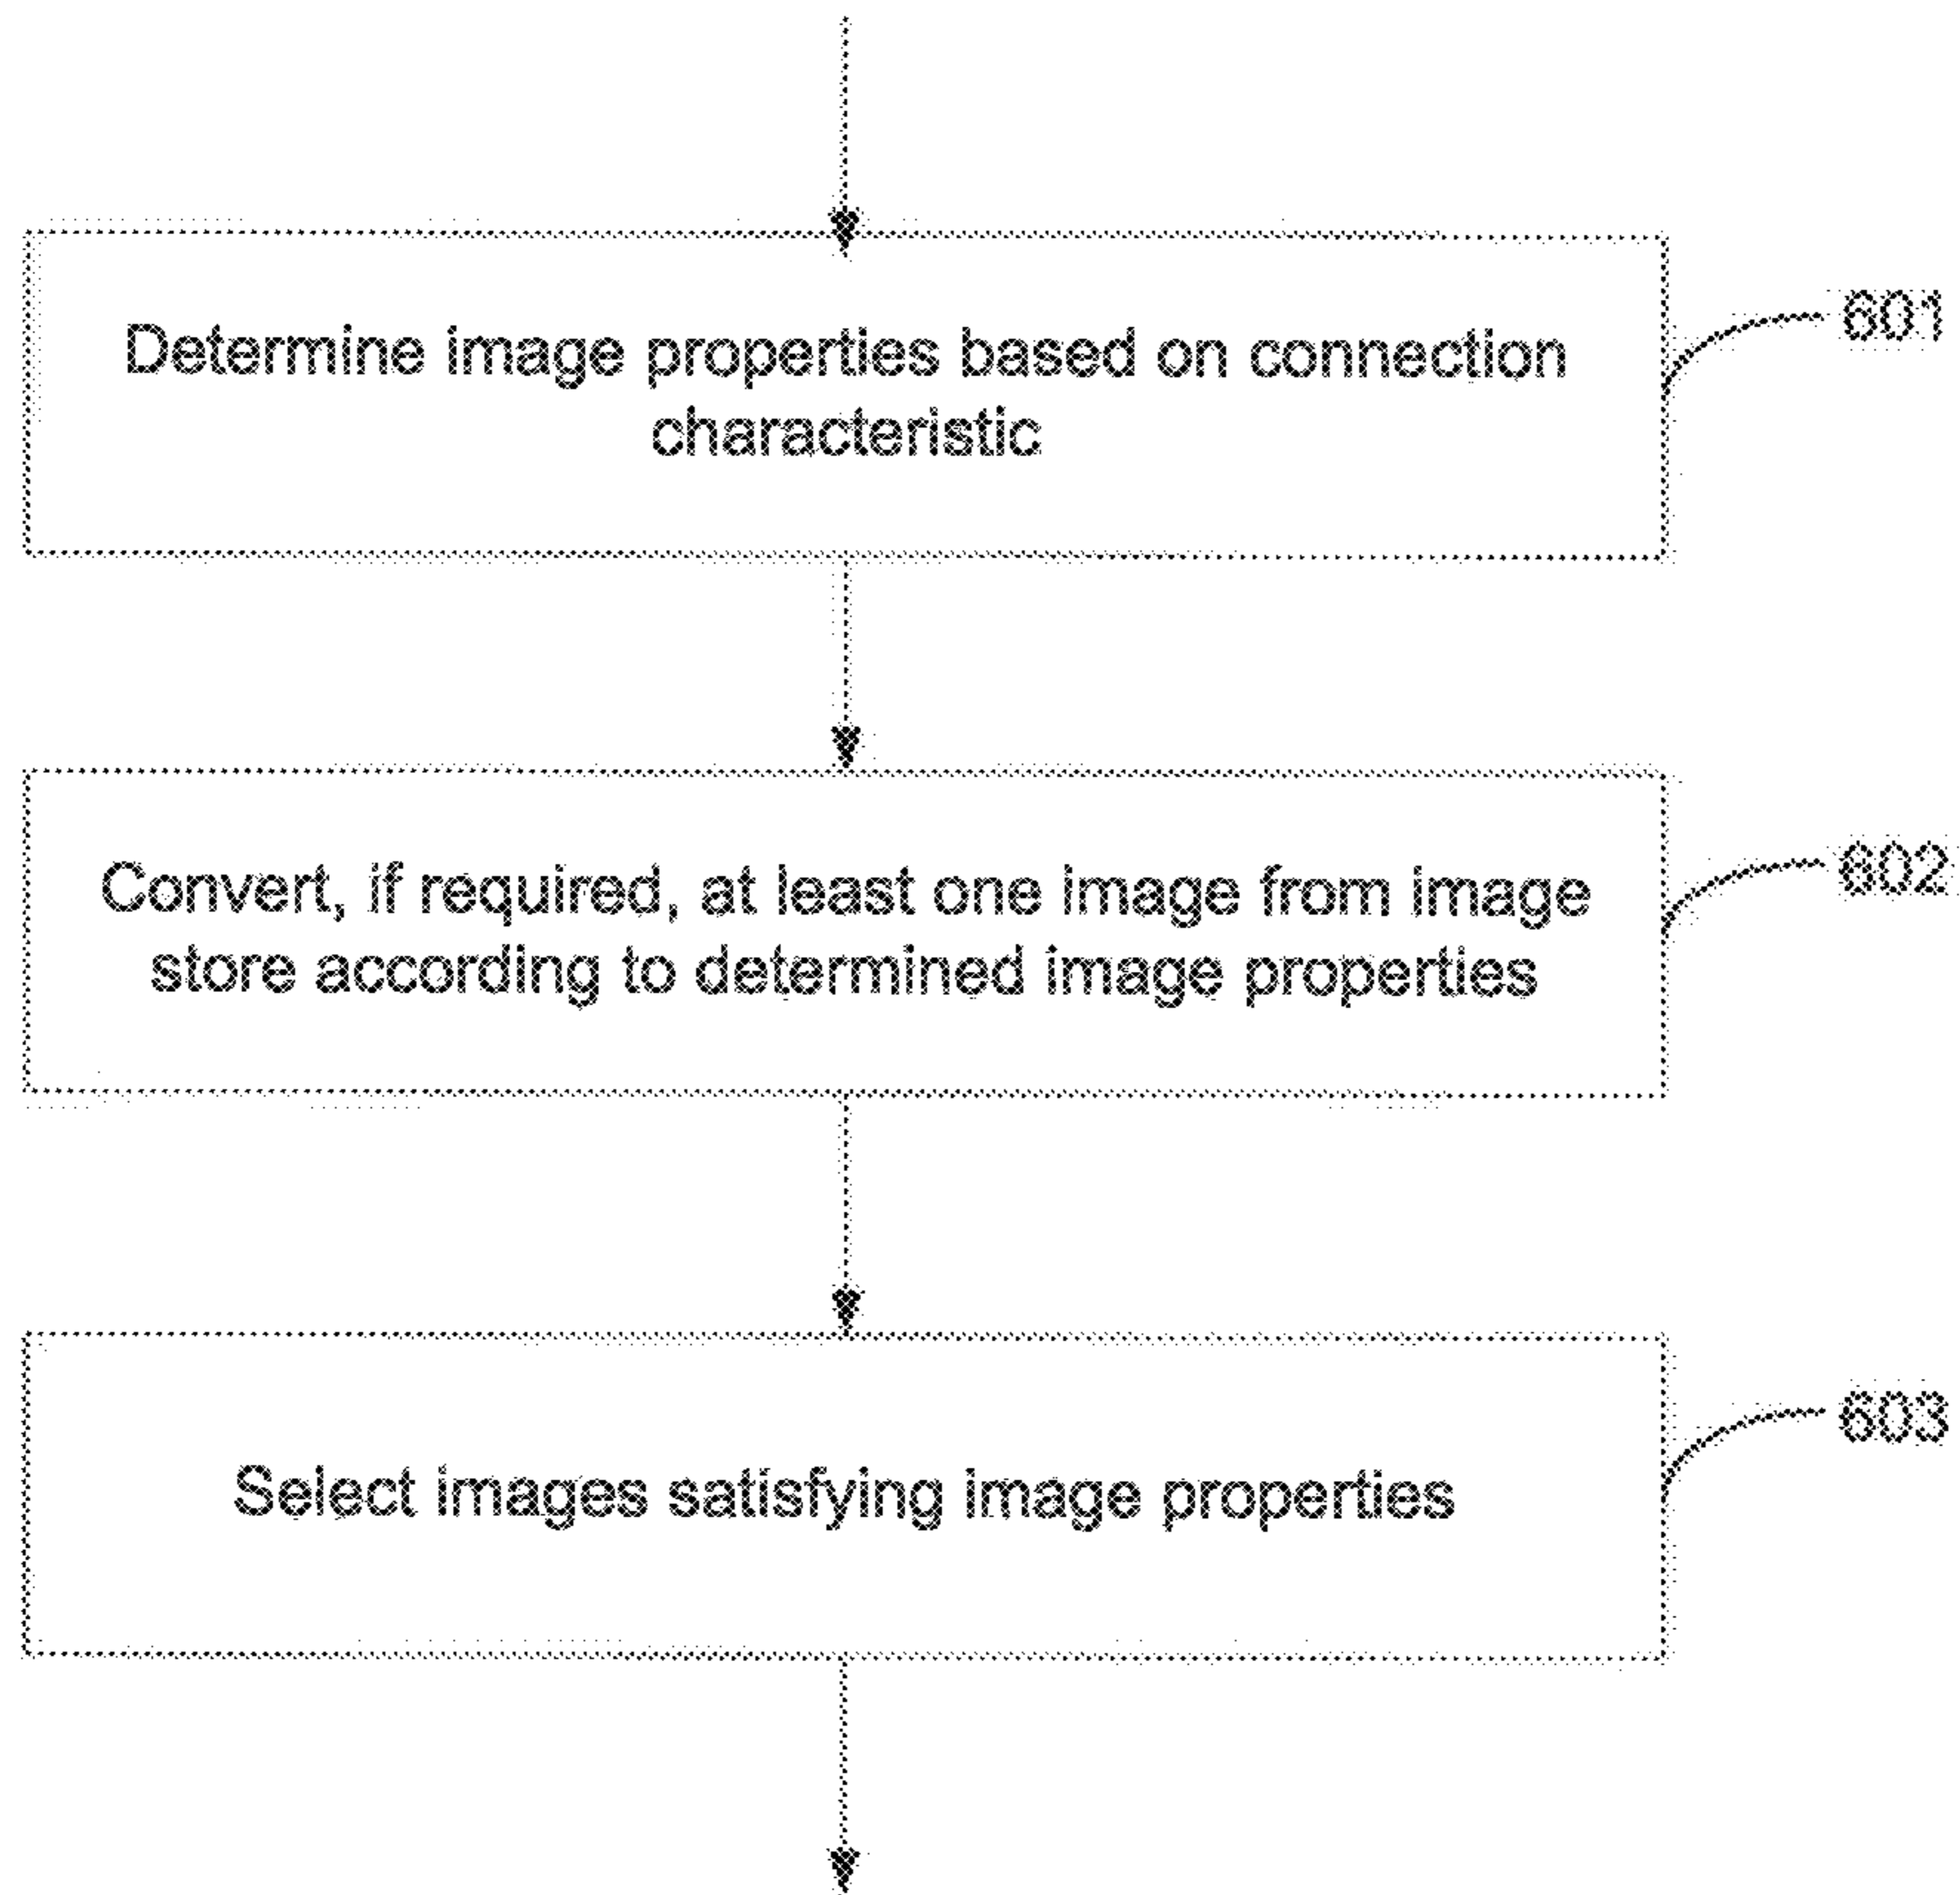 Determine image properties based on connection
characteristic
601
Convert, if required, at least one image from image
store according to determined image properties
602
Select images satisfying image properties
603